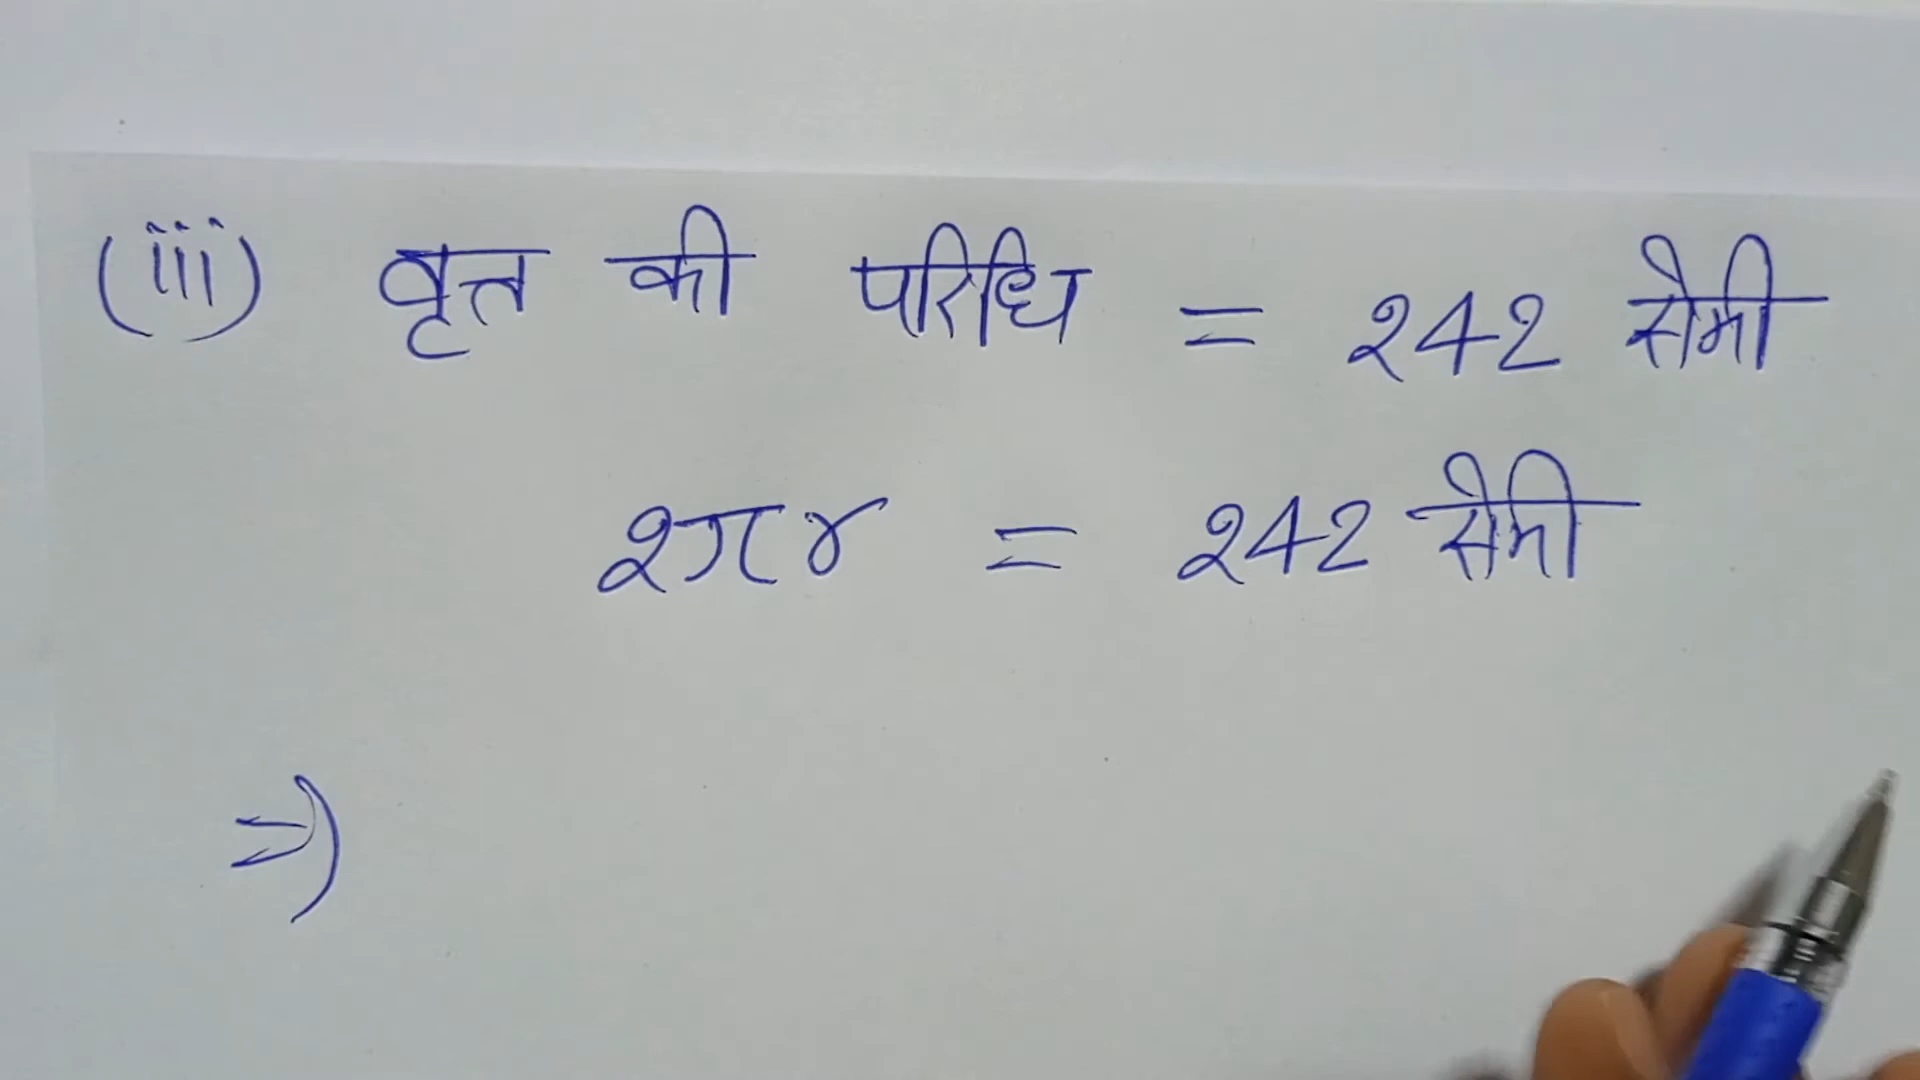 (iii) वृत्त की परिधि = 242 सेमी
2πr = 242 सेमी
⇒